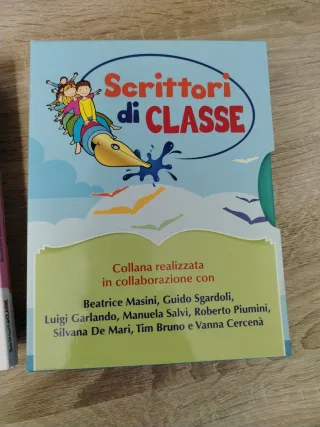 Scrittori
di CLASSE
Collana realizzata
in collaborazione con
Beatrice Masini, Guido Sgardoli,
Luigi Garlando, Manuela Salvi, Roberto Piumini,
Silvana De Mari, Tim Bruno e Vanna Cercenà